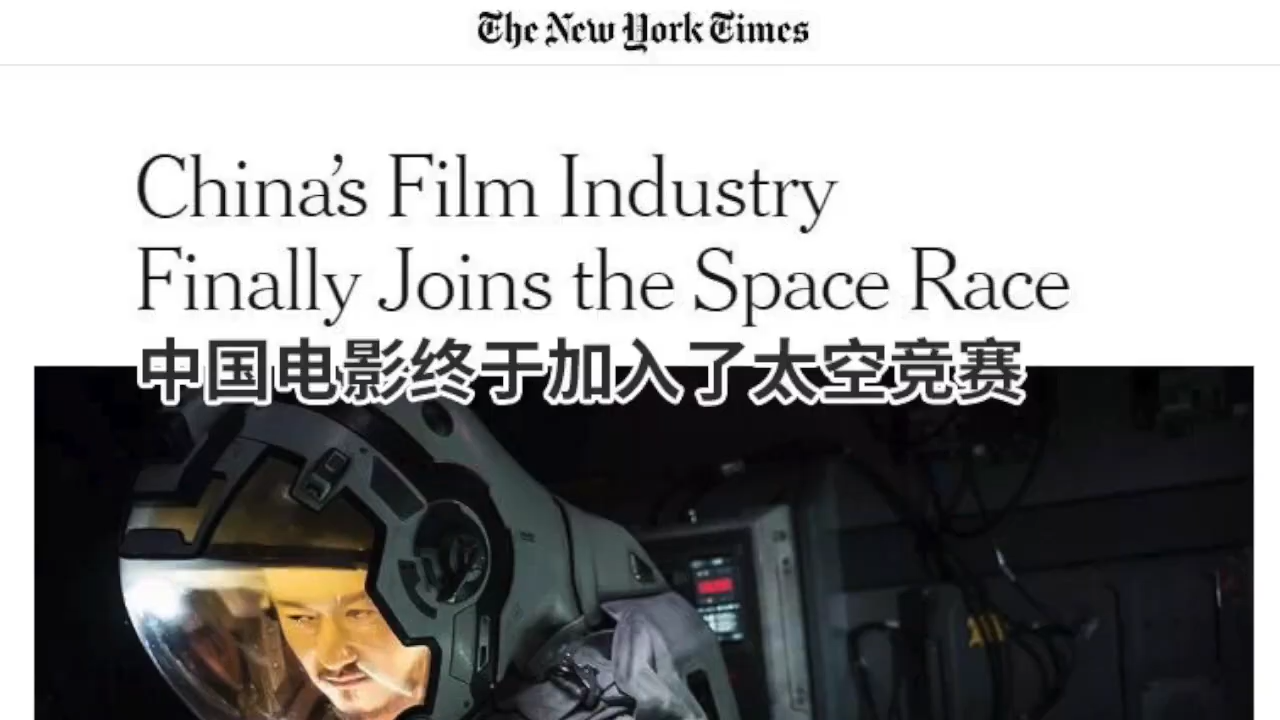 The New York Times
China's Film Industry
Finally Joins the Space Race
中国电影终于加入了太空竞赛